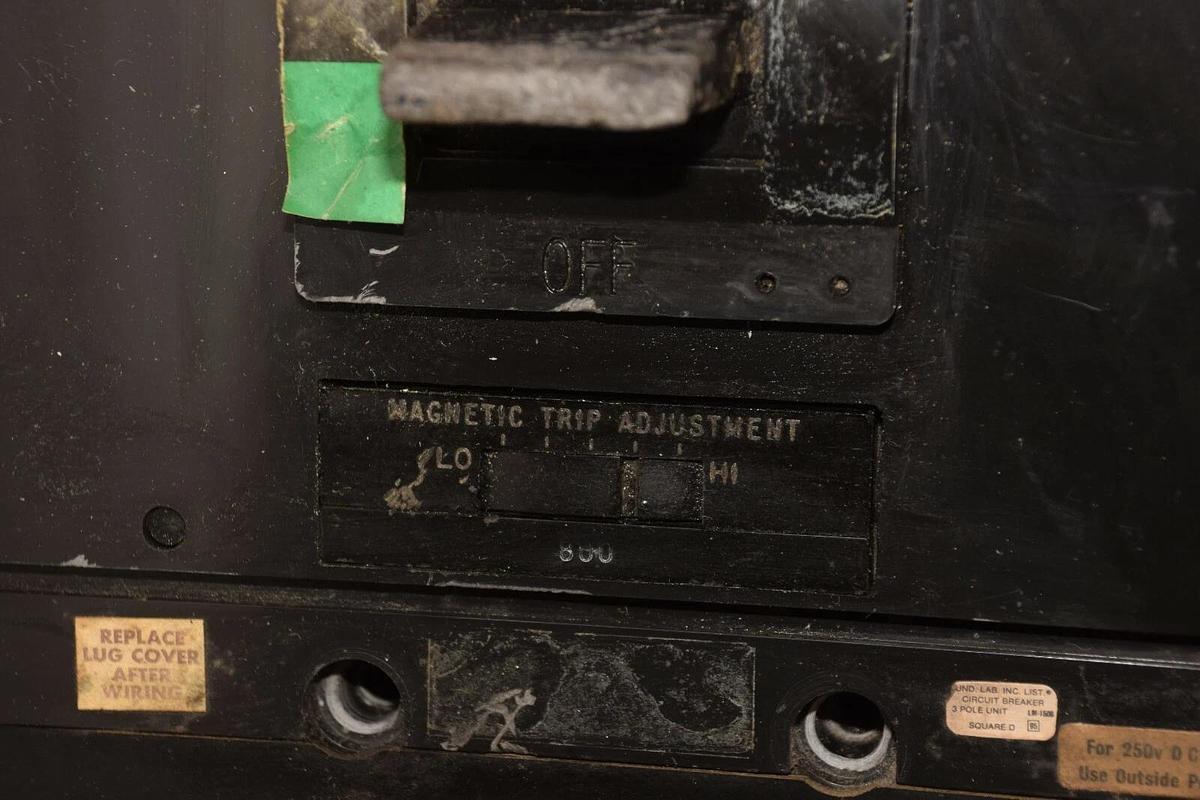 OFF
MAGNETIC TRIP ADJUSTMENT
LO
HI
800
REPLACE
LUG COVER
AFTER
WIRING
UND. LAB. INC. LIST
CIRCUIT BREAKER
3 POLE UNIT
SQUARE D
For 250v D C
Use Outside P